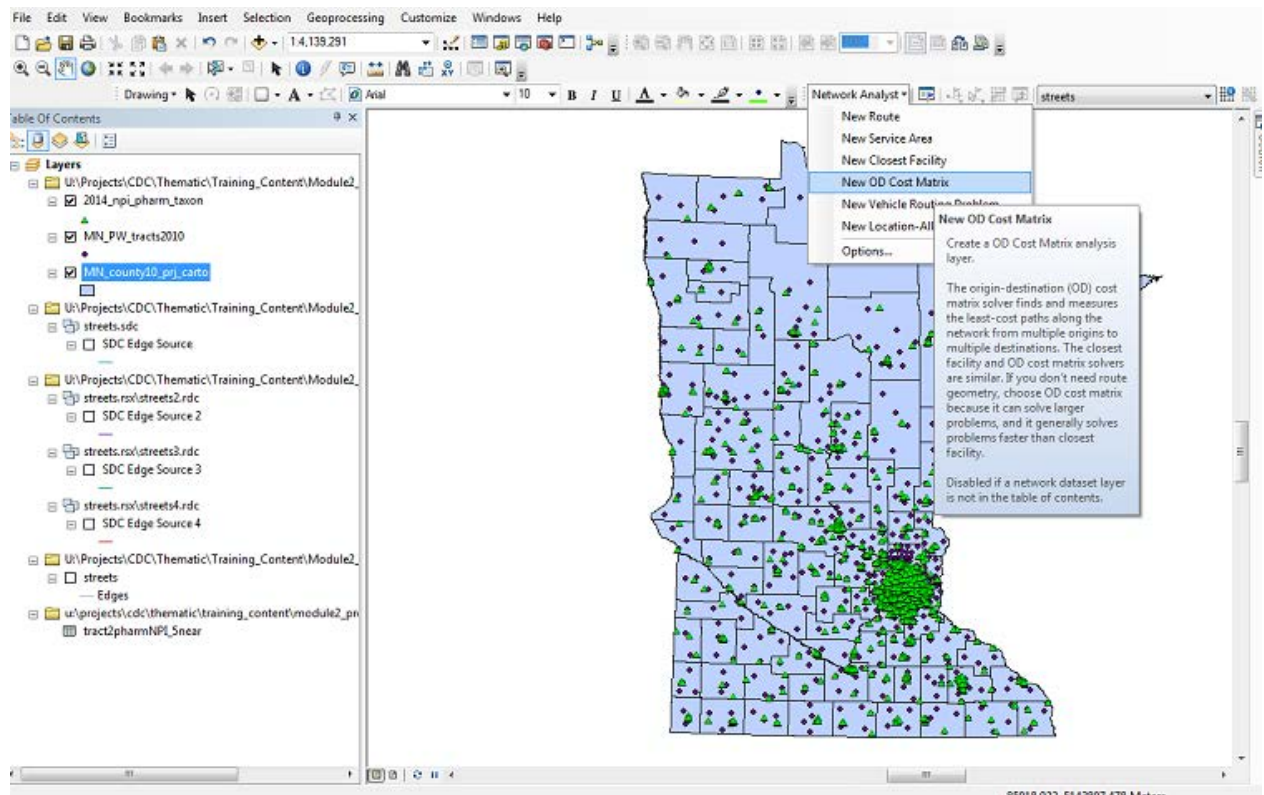 File Edit View Bookmarks Insert Selection Geoprocessing Customize Windows Help
1:4,139,291
Drawing Arial 10 B I U A Network Analyst streets
able Of Contents
Layers
U:\Projects\CDC\Thematic\Training_Content\Module2_
2014_npi_pharm_taxon
MN_PW_tracts2010
MN_county10_prj_carto
U:\Projects\CDC\Thematic\Training_Content\Module2_
streets.sdc
SDC Edge Source
U:\Projects\CDC\Thematic\Training_Content\Module2_
streets.rsx\streets2.rdc
SDC Edge Source 2
streets.rsx\streets3.rdc
SDC Edge Source 3
streets.rsx\streets4.rdc
SDC Edge Source 4
U:\Projects\CDC\Thematic\Training_Content\Module2_
streets
Edges
u:\projects\cdc\thematic\training_content\module2_pr
tract2pharmNPI_5near
New Route
New Service Area
New Closest Facility
New OD Cost Matrix
New Vehicle Routing Problem
New Location-All
Options...
New OD Cost Matrix
Create a OD Cost Matrix analysis
layer.
The origin-destination (OD) cost
matrix solver finds and measures
the least-cost paths along the
network from multiple origins to
multiple destinations. The closest
facility and OD cost matrix solvers
are similar. If you don't need route
geometry, choose OD cost matrix
because it can solve larger
problems, and it generally solves
problems faster than closest
facility.
Disabled if a network dataset layer
is not in the table of contents.